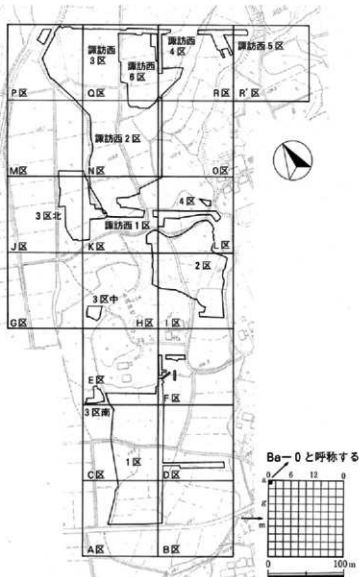 諏訪西
3区
諏訪西
6区
諏訪西
4区
諏訪西5区
P区
Q区
R区
R'区
諏訪西2区
M区
N区
O区
3区北
4区
諏訪西1区
J区
K区
L区
2区
3区中
G区
H区
I区
E区
F区
3区南
1区
C区
D区
A区
B区
Ba－0と呼称する
0 6 12 0
a
g
m
0 100m